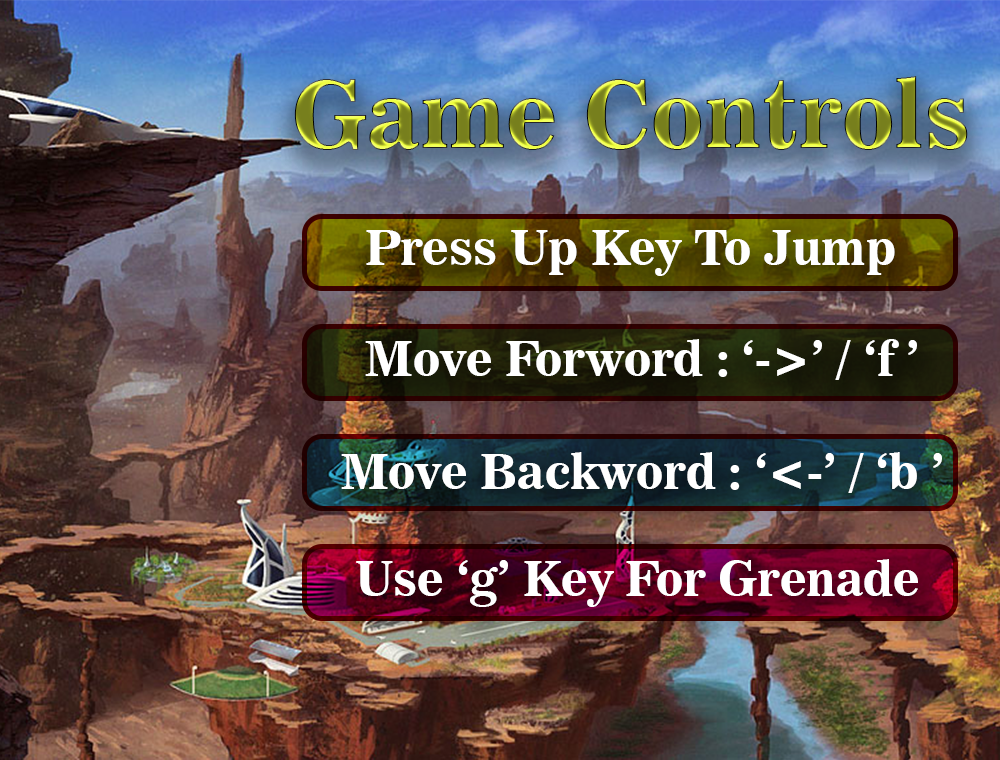 Game Controls
Press Up Key To Jump
Move Forword : ‘->’ / ‘f ’
Move Backword : ‘<-’ / ‘b ’
Use ‘g’ Key For Grenade